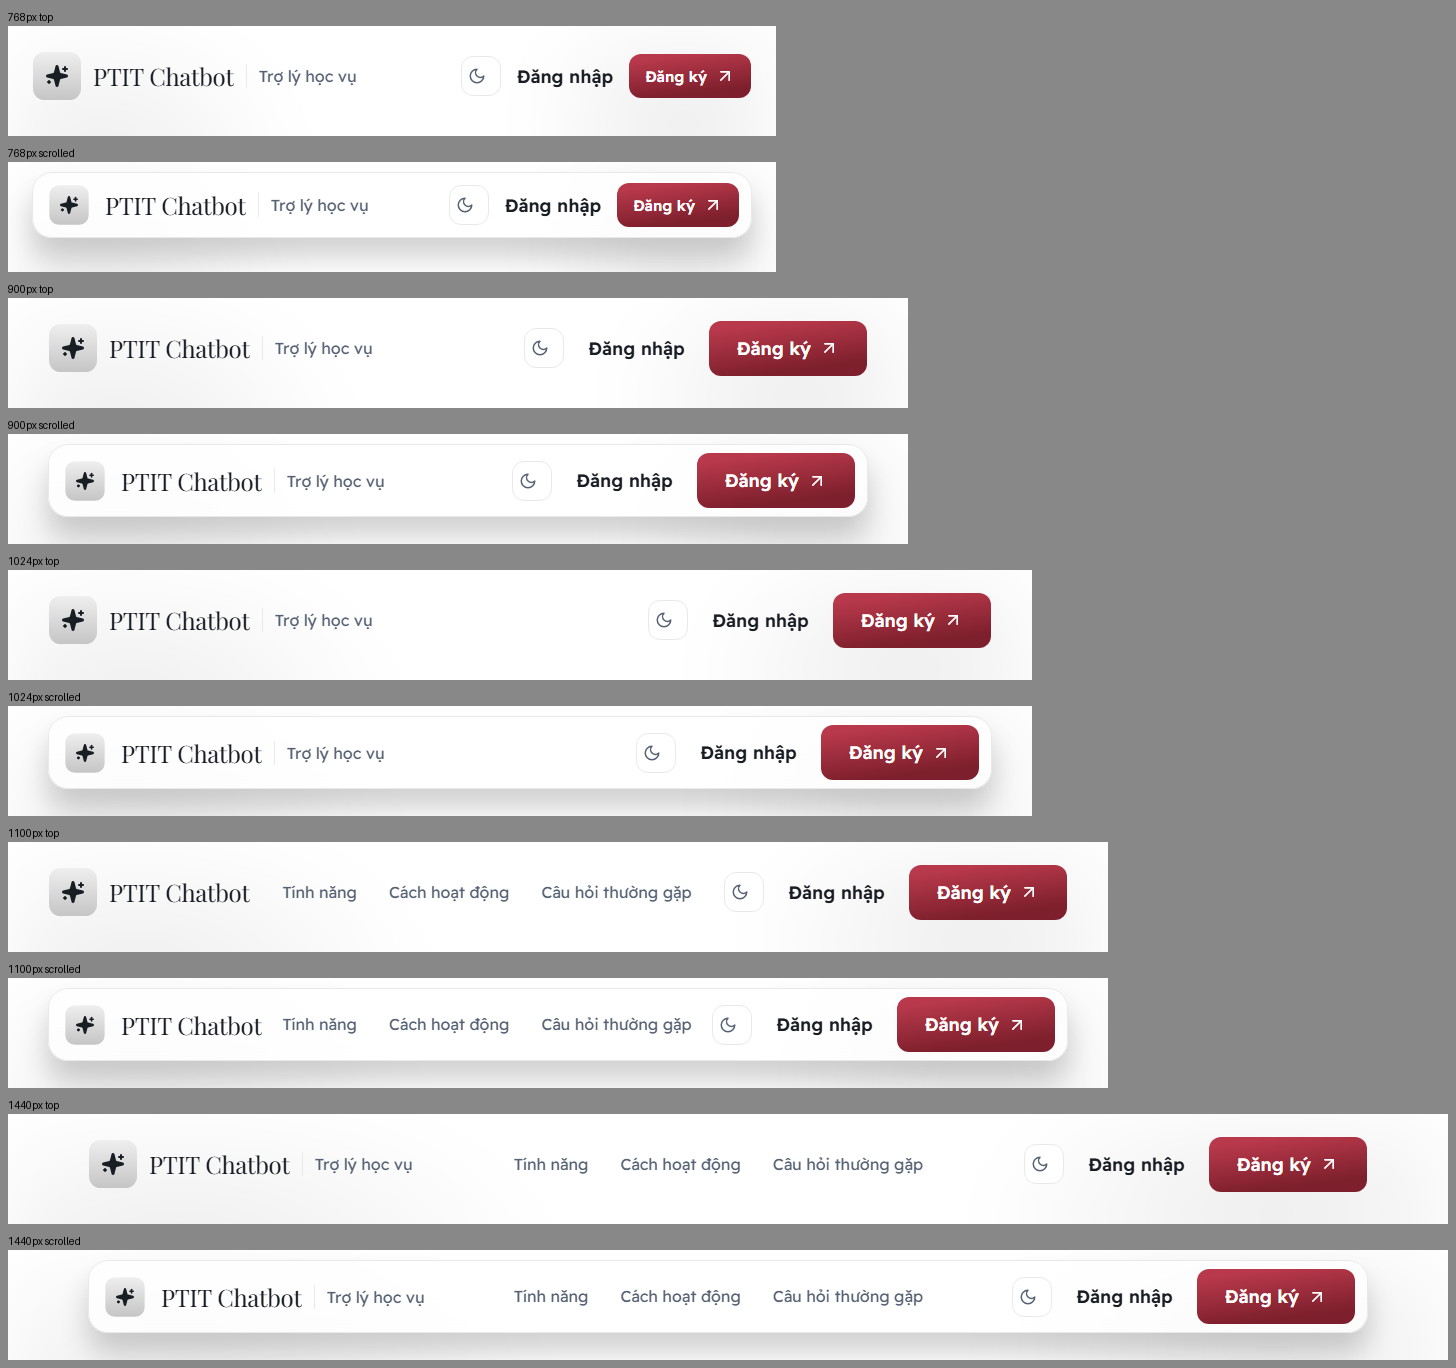 768px top
PTIT Chatbot Trợ lý học vụ Đăng nhập Đăng ký
768px scrolled
PTIT Chatbot Trợ lý học vụ Đăng nhập Đăng ký
900px top
PTIT Chatbot Trợ lý học vụ Đăng nhập Đăng ký
900px scrolled
PTIT Chatbot Trợ lý học vụ Đăng nhập Đăng ký
1024px top
PTIT Chatbot Trợ lý học vụ Đăng nhập Đăng ký
1024px scrolled
PTIT Chatbot Trợ lý học vụ Đăng nhập Đăng ký
1100px top
PTIT Chatbot Tính năng Cách hoạt động Câu hỏi thường gặp Đăng nhập Đăng ký
1100px scrolled
PTIT Chatbot Tính năng Cách hoạt động Câu hỏi thường gặp Đăng nhập Đăng ký
1440px top
PTIT Chatbot Trợ lý học vụ Tính năng Cách hoạt động Câu hỏi thường gặp Đăng nhập Đăng ký
1440px scrolled
PTIT Chatbot Trợ lý học vụ Tính năng Cách hoạt động Câu hỏi thường gặp Đăng nhập Đăng ký